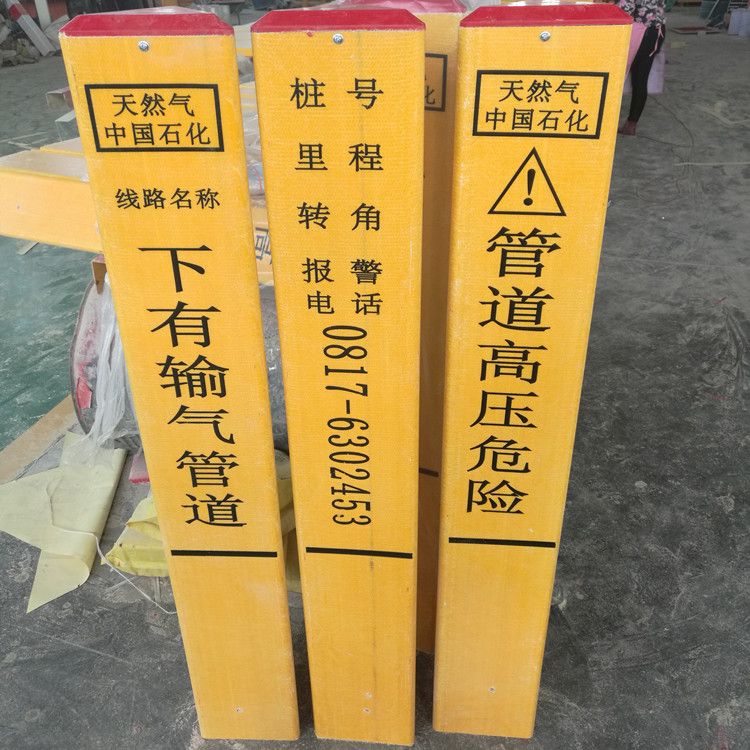 天然气
中国石化
线路名称
下有输气管道
桩号
里程
转角
报警
电话
0817-6302453
天然气
中国石化
管道高压危险